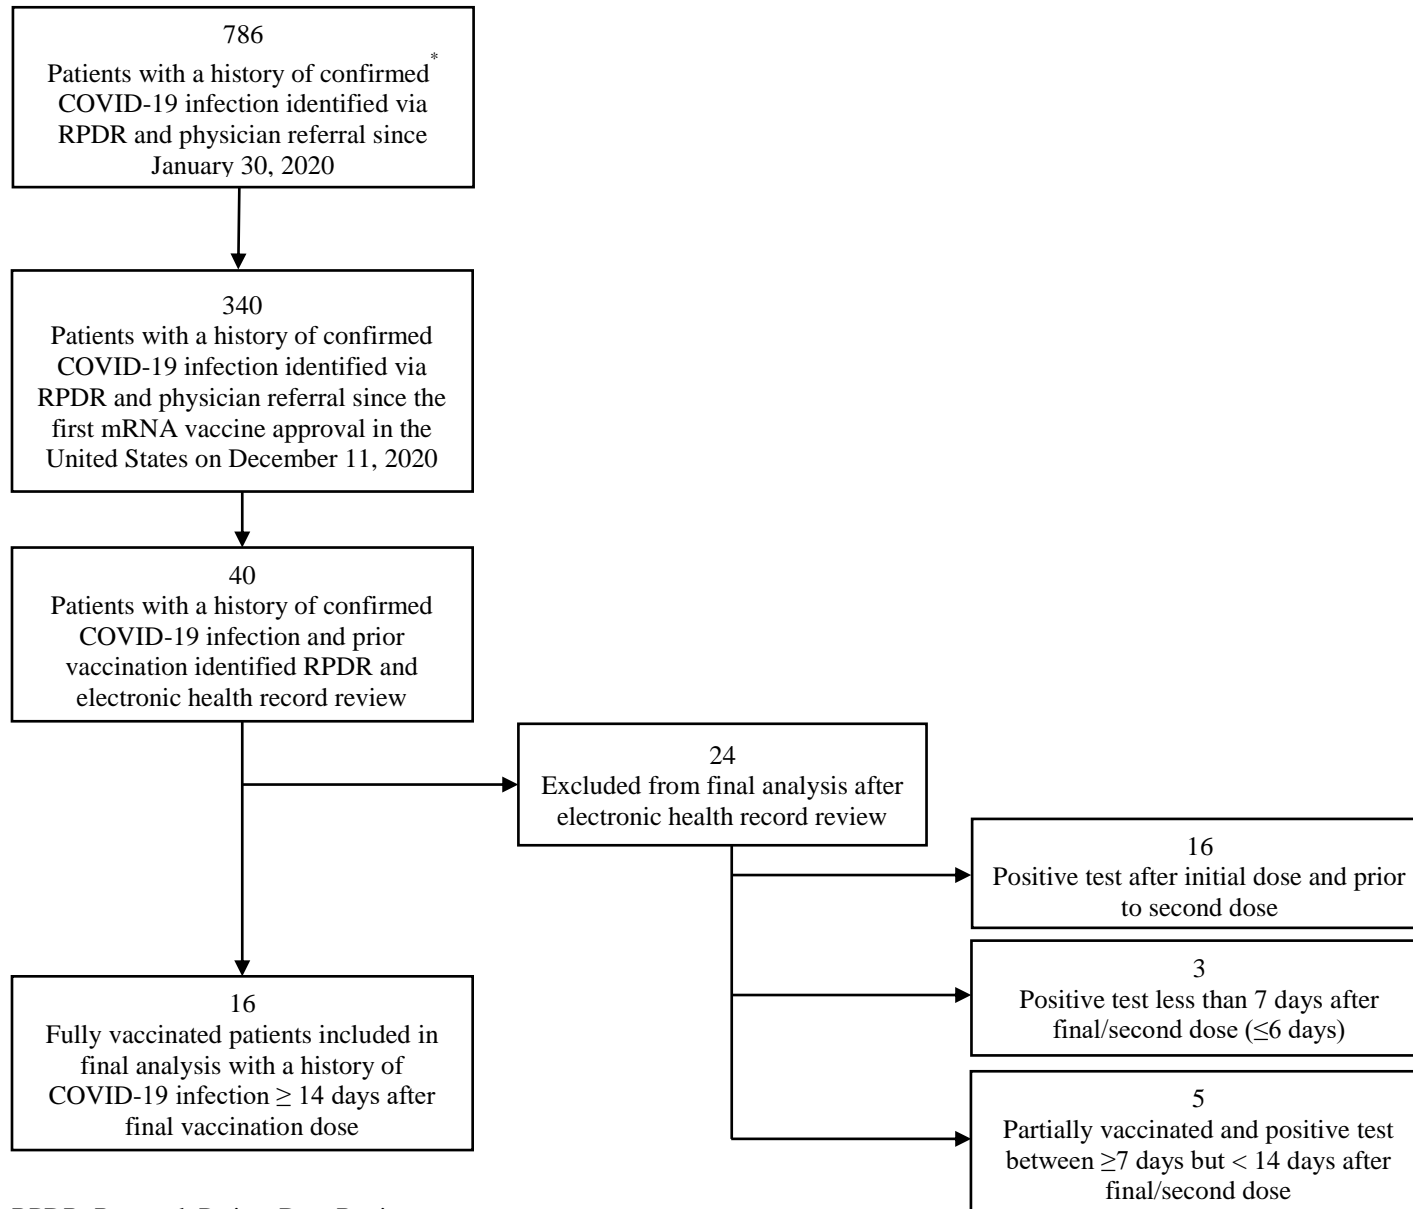 786
Patients with a history of confirmed*
COVID-19 infection identified via
RPDR and physician referral since
January 30, 2020
340
Patients with a history of confirmed
COVID-19 infection identified via
RPDR and physician referral since the
first mRNA vaccine approval in the
United States on December 11, 2020
40
Patients with a history of confirmed
COVID-19 infection and prior
vaccination identified RPDR and
electronic health record review
24
Excluded from final analysis after
electronic health record review
16
Positive test after initial dose and prior
to second dose
3
Positive test less than 7 days after
final/second dose (≤6 days)
5
Partially vaccinated and positive test
between ≥7 days but < 14 days after
final/second dose
16
Fully vaccinated patients included in
final analysis with a history of
COVID-19 infection ≥ 14 days after
final vaccination dose